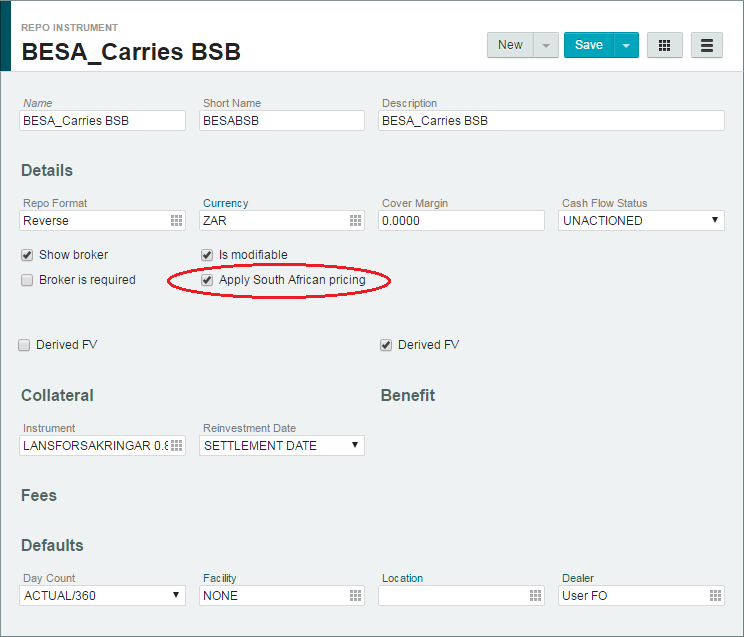 REPO INSTRUMENT
BESA_Carries BSB
New Save
Name Short Name Description
BESA_Carries BSB BESABSB BESA_Carries BSB
Details
Repo Format Currency Cover Margin Cash Flow Status
Reverse ZAR 0.0000 UNACTIONED
Show broker Is modifiable
Broker is required Apply South African pricing
Derived FV Derived FV
Collateral Benefit
Instrument Reinvestment Date
LANSFORSAKRINGAR 0.8 SETTLEMENT DATE
Fees
Defaults
Day Count Facility Location Dealer
ACTUAL/360 NONE User FO